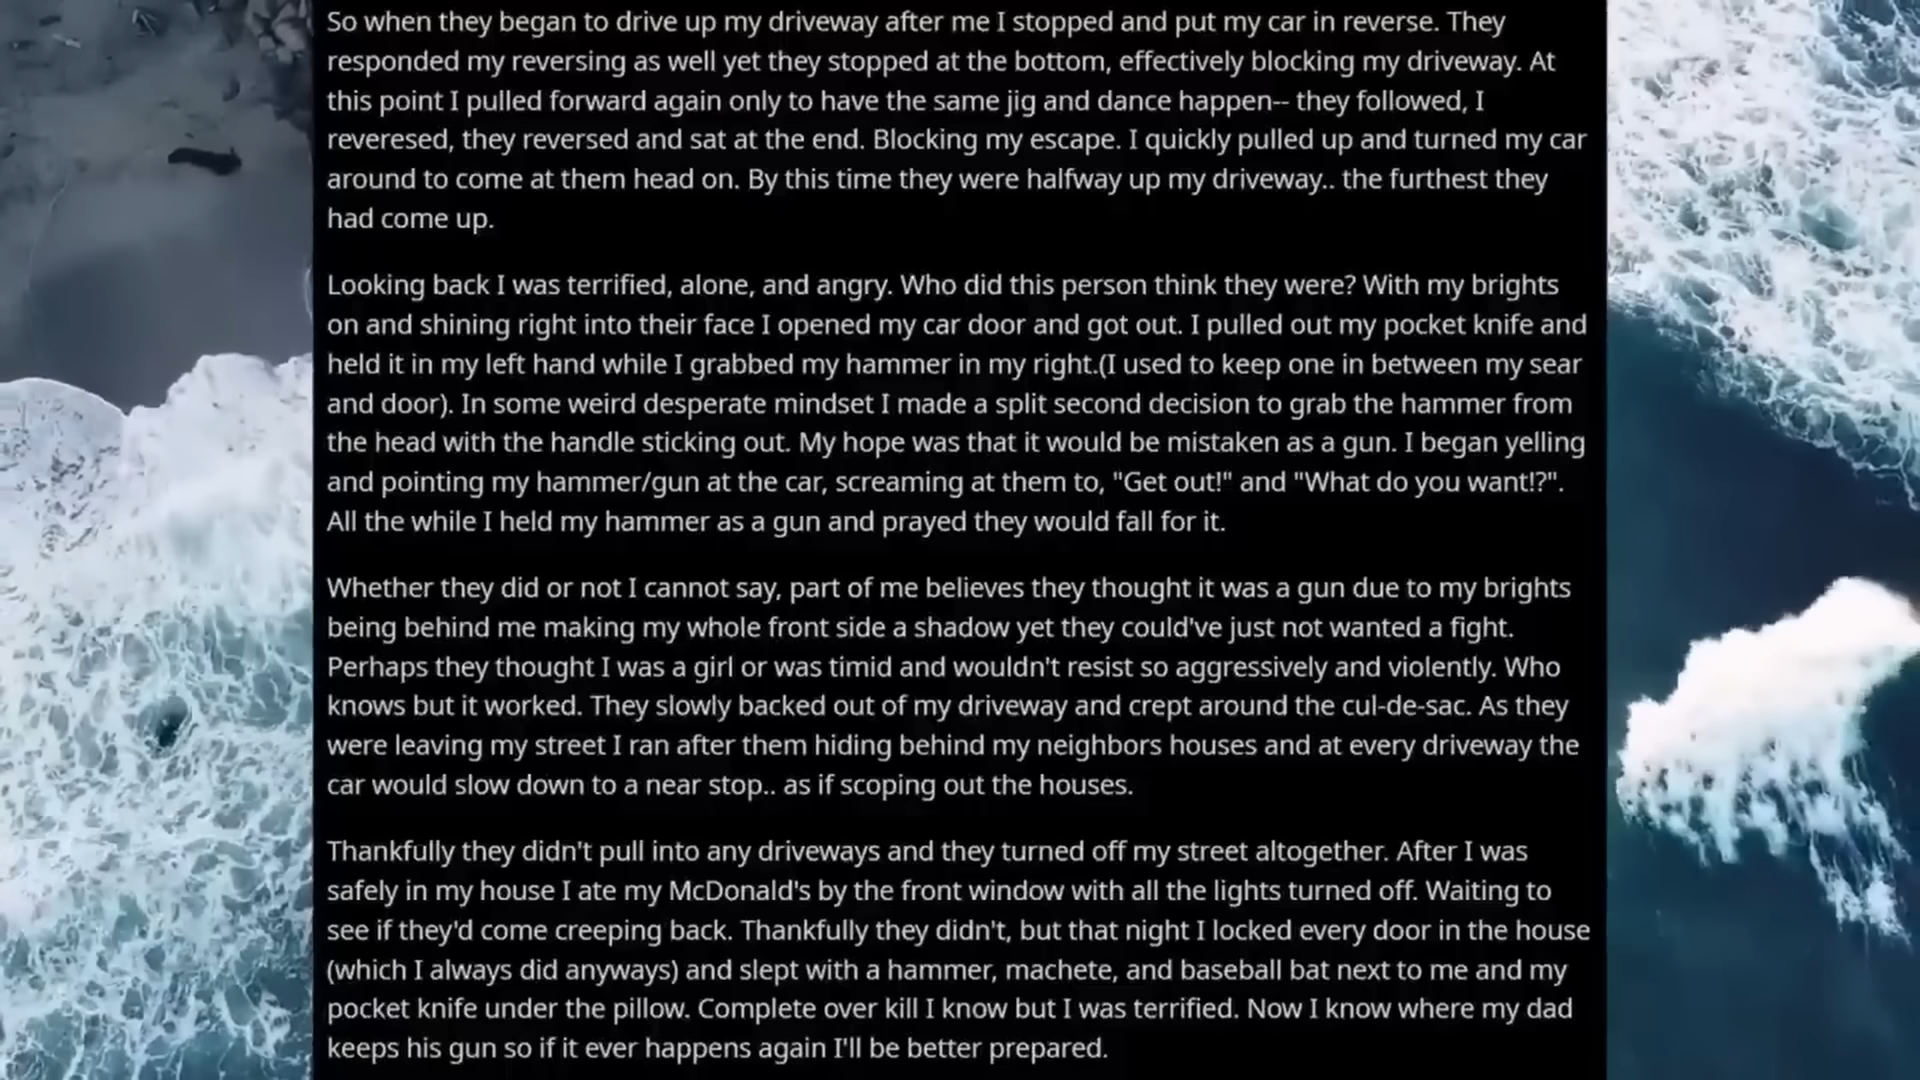 So when they began to drive up my driveway after me I stopped and put my car in reverse. They
responded my reversing as well yet they stopped at the bottom, effectively blocking my driveway. At
this point I pulled forward again only to have the same jig and dance happen-- they followed, I
reveresed, they reversed and sat at the end. Blocking my escape. I quickly pulled up and turned my car
around to come at them head on. By this time they were halfway up my driveway.. the furthest they
had come up.
Looking back I was terrified, alone, and angry. Who did this person think they were? With my brights
on and shining right into their face I opened my car door and got out. I pulled out my pocket knife and
held it in my left hand while I grabbed my hammer in my right.(I used to keep one in between my sear
and door). In some weird desperate mindset I made a split second decision to grab the hammer from
the head with the handle sticking out. My hope was that it would be mistaken as a gun. I began yelling
and pointing my hammer/gun at the car, screaming at them to, "Get out!" and "What do you want!?".
All the while I held my hammer as a gun and prayed they would fall for it.
Whether they did or not I cannot say, part of me believes they thought it was a gun due to my brights
being behind me making my whole front side a shadow yet they could've just not wanted a fight.
Perhaps they thought I was a girl or was timid and wouldn't resist so aggressively and violently. Who
knows but it worked. They slowly backed out of my driveway and crept around the cul-de-sac. As they
were leaving my street I ran after them hiding behind my neighbors houses and at every driveway the
car would slow down to a near stop.. as if scoping out the houses.
Thankfully they didn't pull into any driveways and they turned off my street altogether. After I was
safely in my house I ate my McDonald's by the front window with all the lights turned off. Waiting to
see if they'd come creeping back. Thankfully they didn't, but that night I locked every door in the house
(which I always did anyways) and slept with a hammer, machete, and baseball bat next to me and my
pocket knife under the pillow. Complete over kill I know but I was terrified. Now I know where my dad
keeps his gun so if it ever happens again I'll be better prepared.